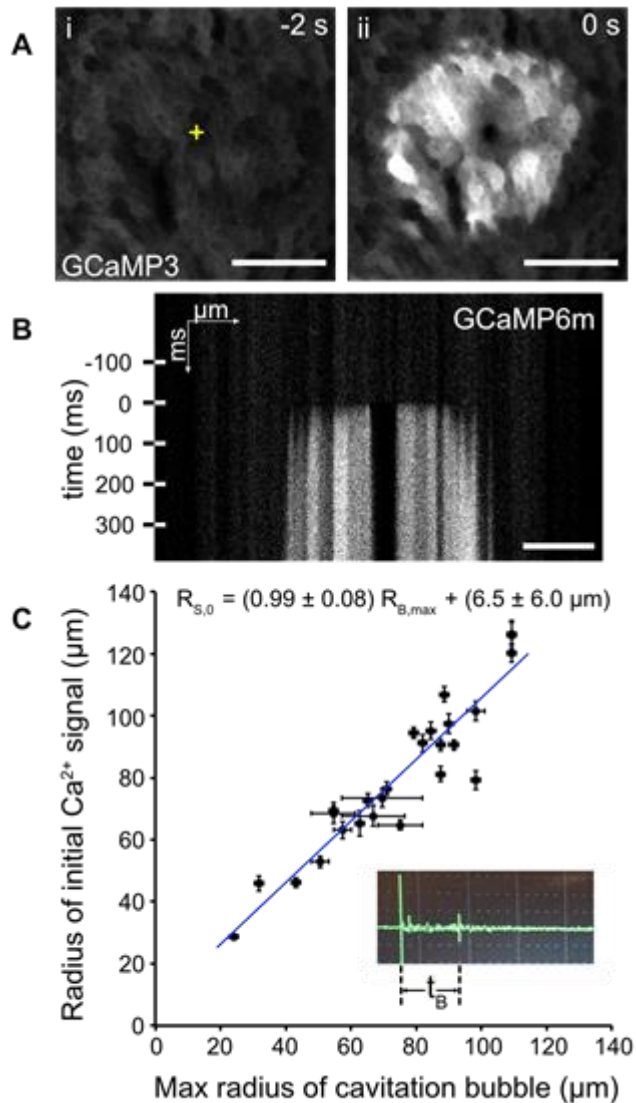 A
i
-2 s
ii
0 s
GCaMP3
B
µm
ms
GCaMP6m
time (ms)
-100
0
100
200
300
C
R_S,0 = (0.99 ± 0.08) R_B,max + (6.5 ± 6.0 µm)
Radius of initial Ca²⁺ signal (µm)
140
120
100
80
60
40
20
0
t_B
0 20 40 60 80 100 120 140
Max radius of cavitation bubble (µm)